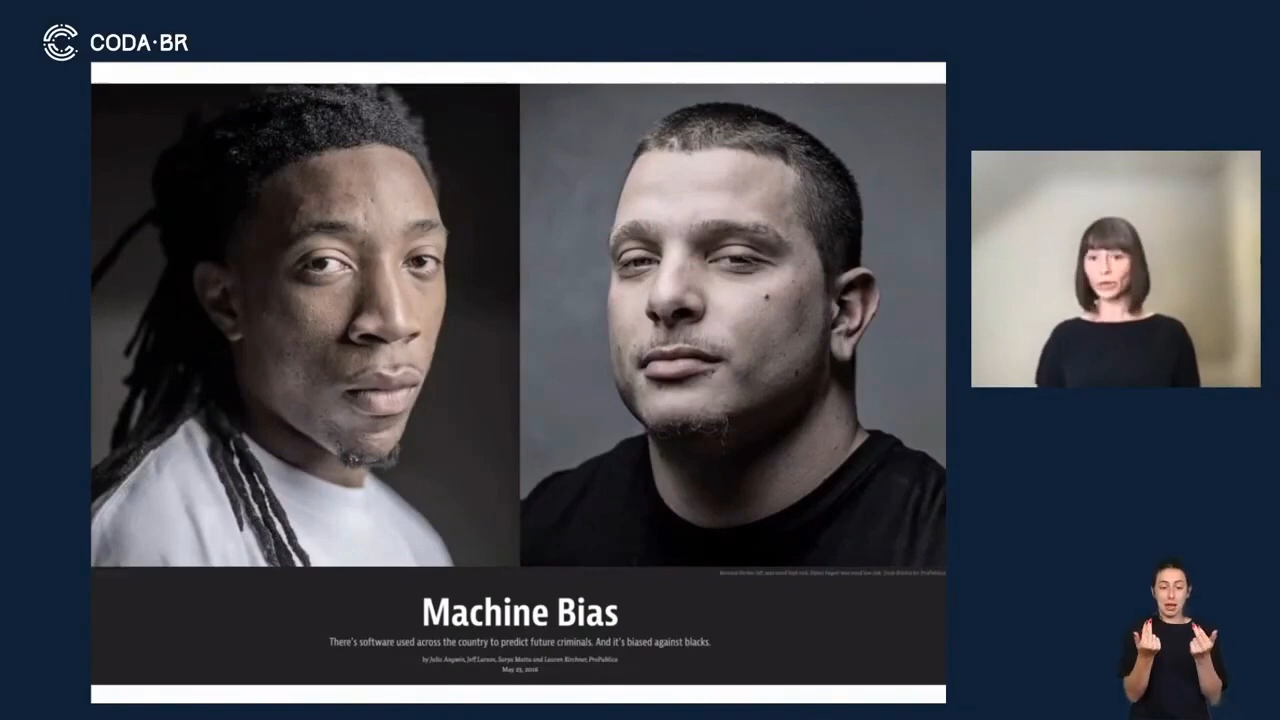 CODA·BR
Machine Bias
There's software used across the country to predict future criminals. And it's biased against blacks.
by Julia Angwin, Jeff Larson, Surya Mattu and Lauren Kirchner, ProPublica
May 23, 2016